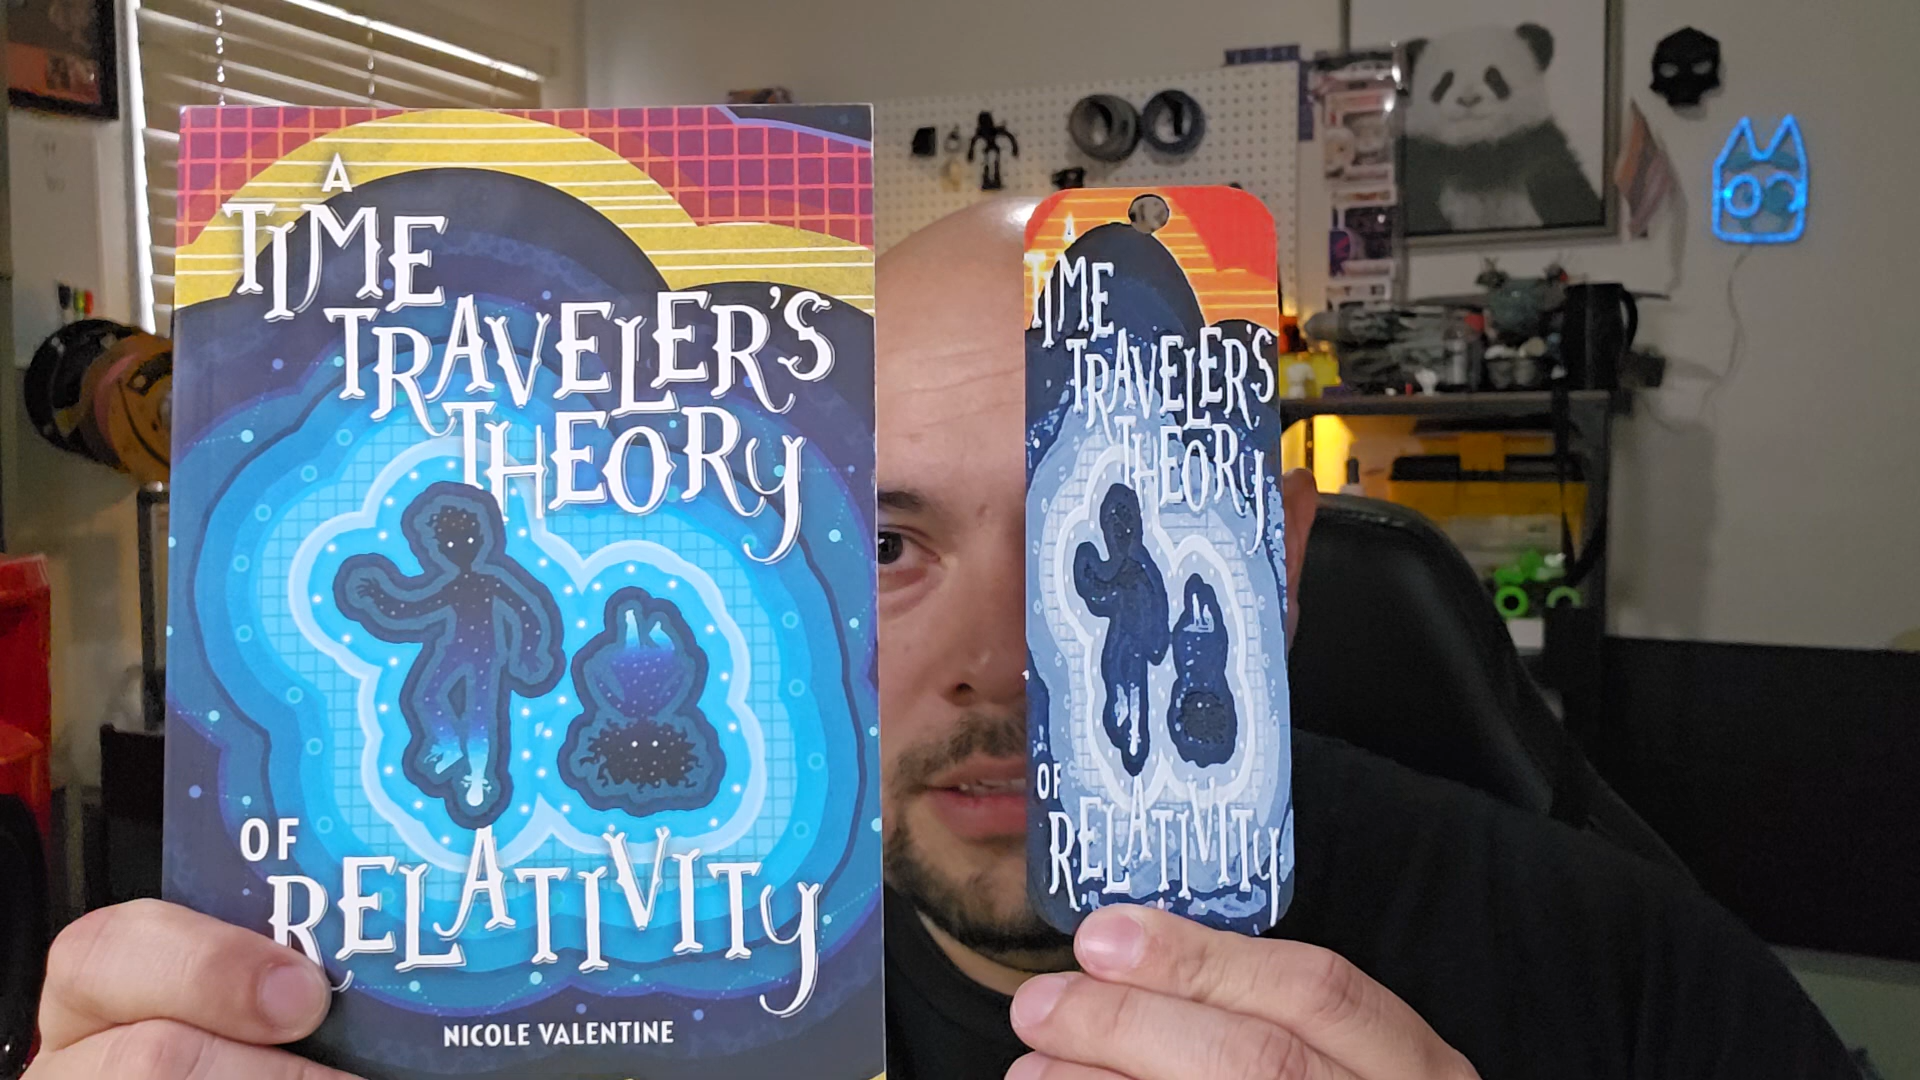 A
TIME
TRAVELER'S
THEORY
OF
RELATIVITY
NICOLE VALENTINE
A
TIME
TRAVELER'S
THEORY
OF
RELATIVITY